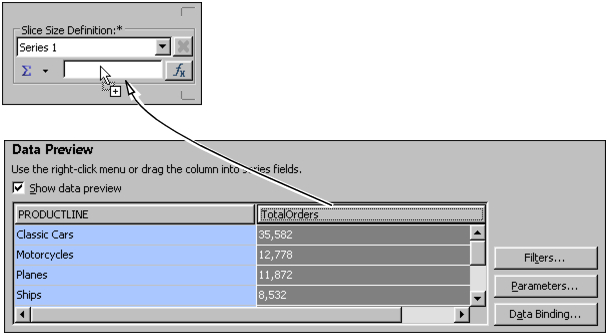 Slice Size Definition:*
Series 1
Σ fx
Data Preview
Use the right-click menu or drag the column into series fields.
Show data preview
PRODUCTLINE TotalOrders
Classic Cars 35,582
Motorcycles 12,778
Planes 11,872
Ships 8,532
Filters...
Parameters...
Data Binding...